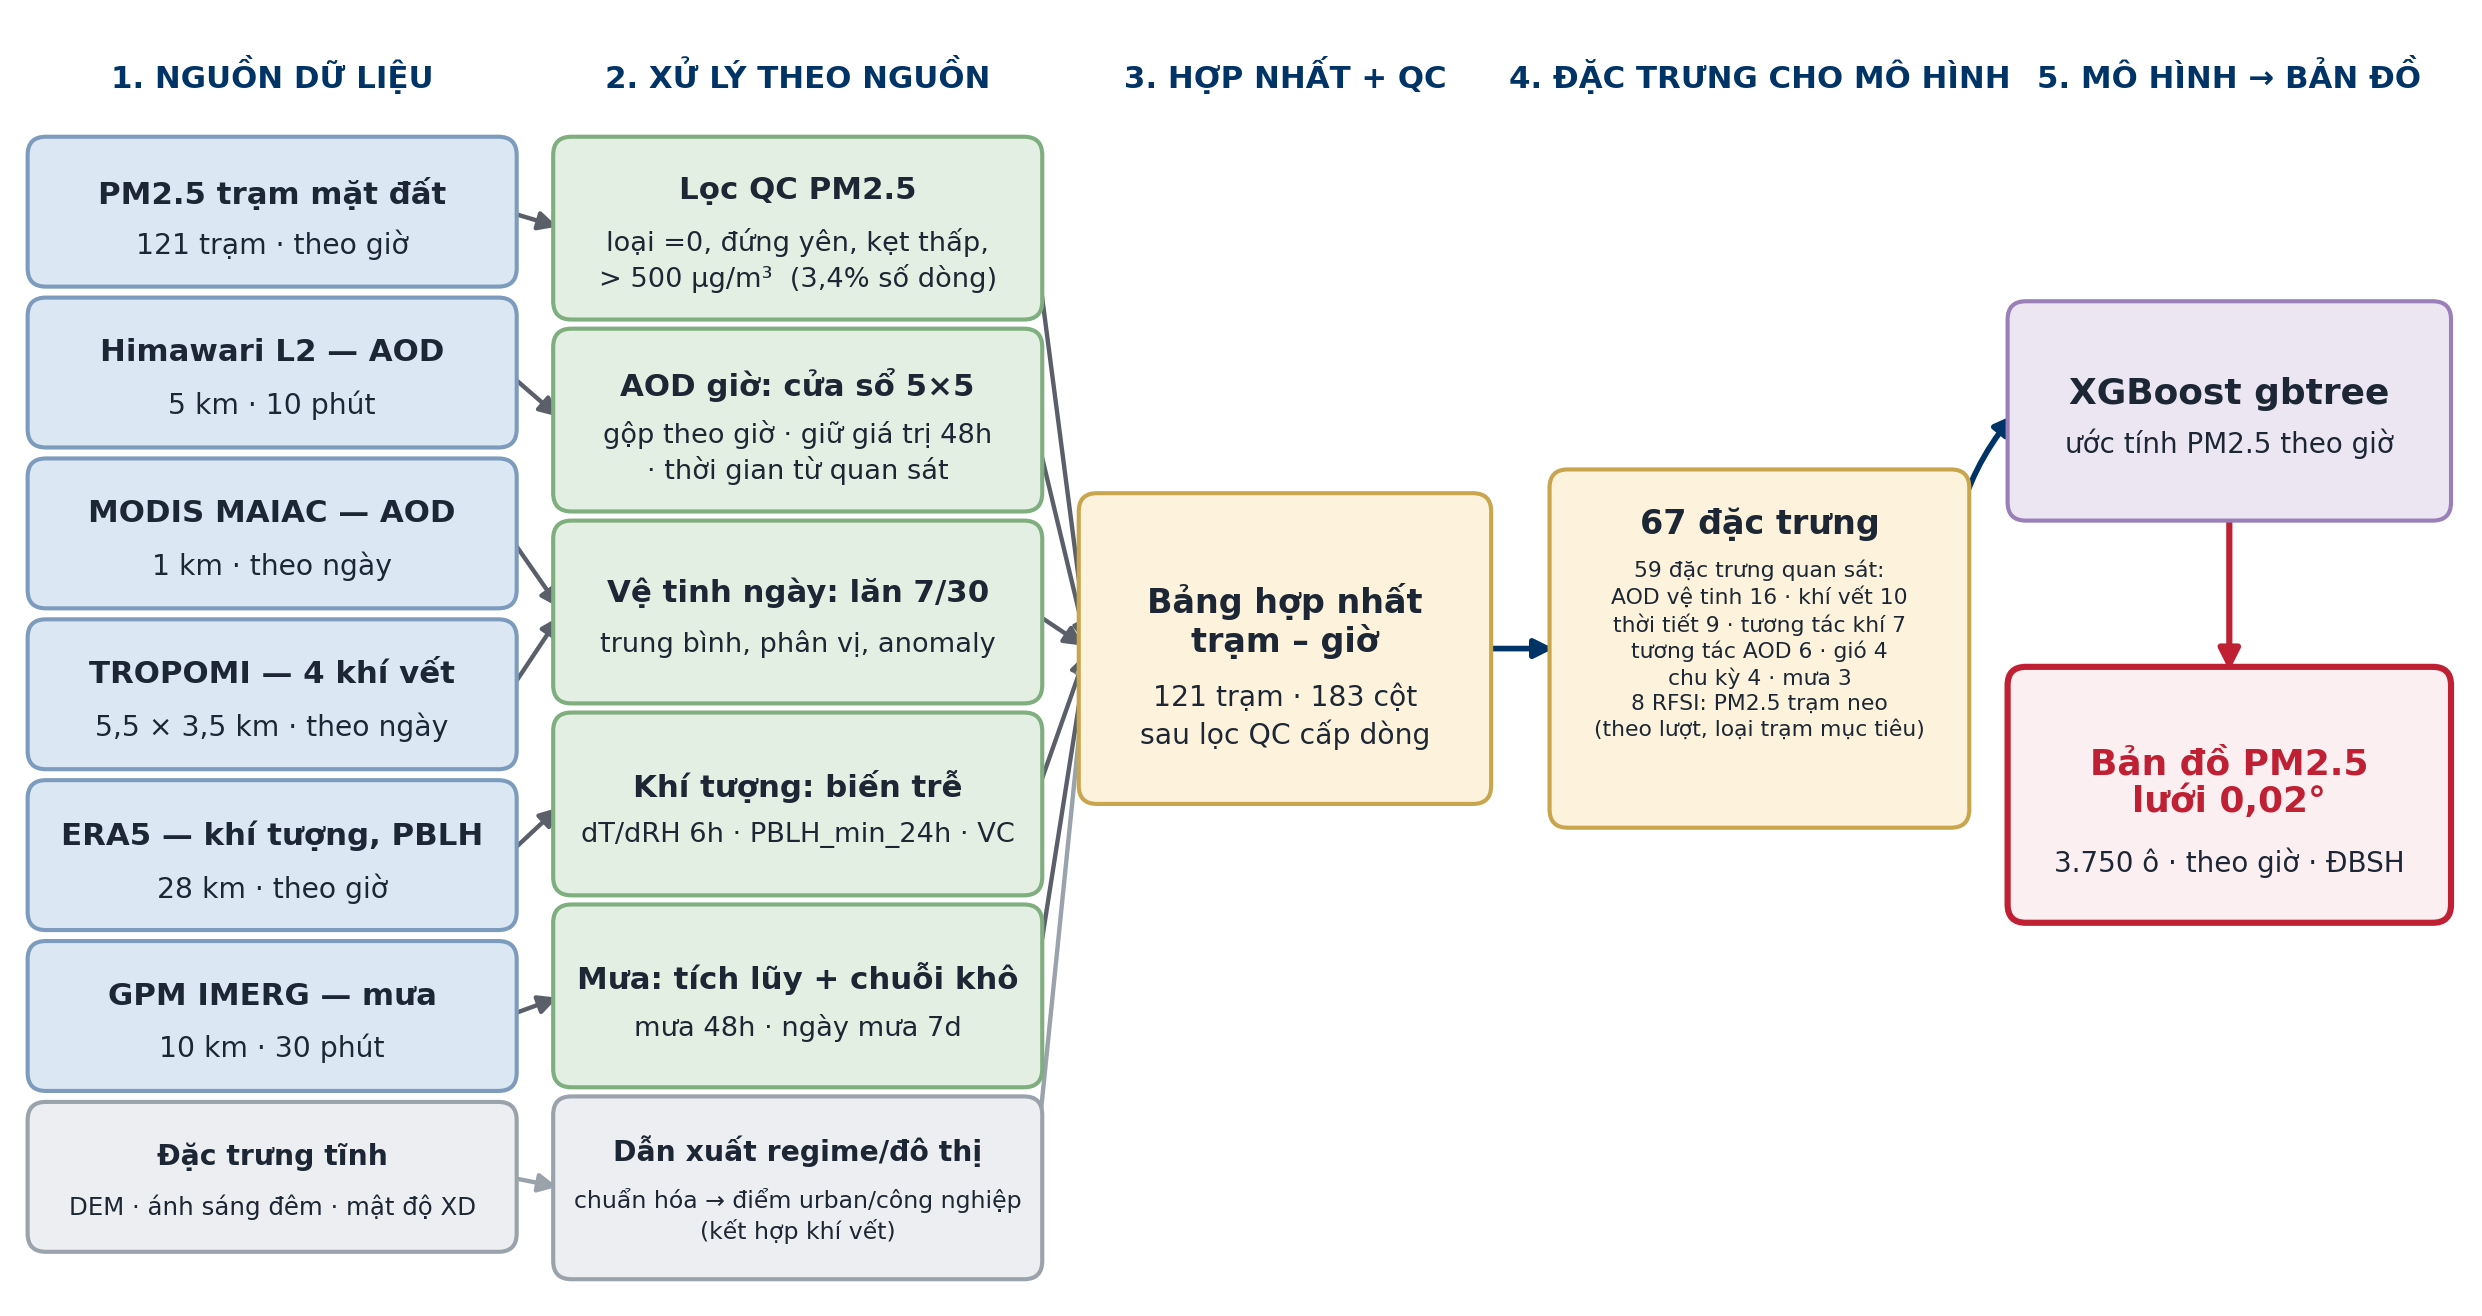 1. NGUỒN DỮ LIỆU
2. XỬ LÝ THEO NGUỒN
3. HỢP NHẤT + QC
4. ĐẶC TRƯNG CHO MÔ HÌNH
5. MÔ HÌNH → BẢN ĐỒ
PM2.5 trạm mặt đất
121 trạm · theo giờ
Himawari L2 — AOD
5 km · 10 phút
MODIS MAIAC — AOD
1 km · theo ngày
TROPOMI — 4 khí vết
5,5 × 3,5 km · theo ngày
ERA5 — khí tượng, PBLH
28 km · theo giờ
GPM IMERG — mưa
10 km · 30 phút
Đặc trưng tĩnh
DEM · ánh sáng đêm · mật độ XD
Lọc QC PM2.5
loại =0, đứng yên, kẹt thấp,
> 500 µg/m³  (3,4% số dòng)
AOD giờ: cửa sổ 5×5
gộp theo giờ · giữ giá trị 48h
· thời gian từ quan sát
Vệ tinh ngày: lăn 7/30
trung bình, phân vị, anomaly
Khí tượng: biến trễ
dT/dRH 6h · PBLH_min_24h · VC
Mưa: tích lũy + chuỗi khô
mưa 48h · ngày mưa 7d
Dẫn xuất regime/đô thị
chuẩn hóa → điểm urban/công nghiệp
(kết hợp khí vết)
Bảng hợp nhất
trạm – giờ
121 trạm · 183 cột
sau lọc QC cấp dòng
67 đặc trưng
59 đặc trưng quan sát:
AOD vệ tinh 16 · khí vết 10
thời tiết 9 · tương tác khí 7
tương tác AOD 6 · gió 4
chu kỳ 4 · mưa 3
8 RFSI: PM2.5 trạm neo
(theo lượt, loại trạm mục tiêu)
XGBoost gbtree
ước tính PM2.5 theo giờ
Bản đồ PM2.5
lưới 0,02°
3.750 ô · theo giờ · ĐBSH